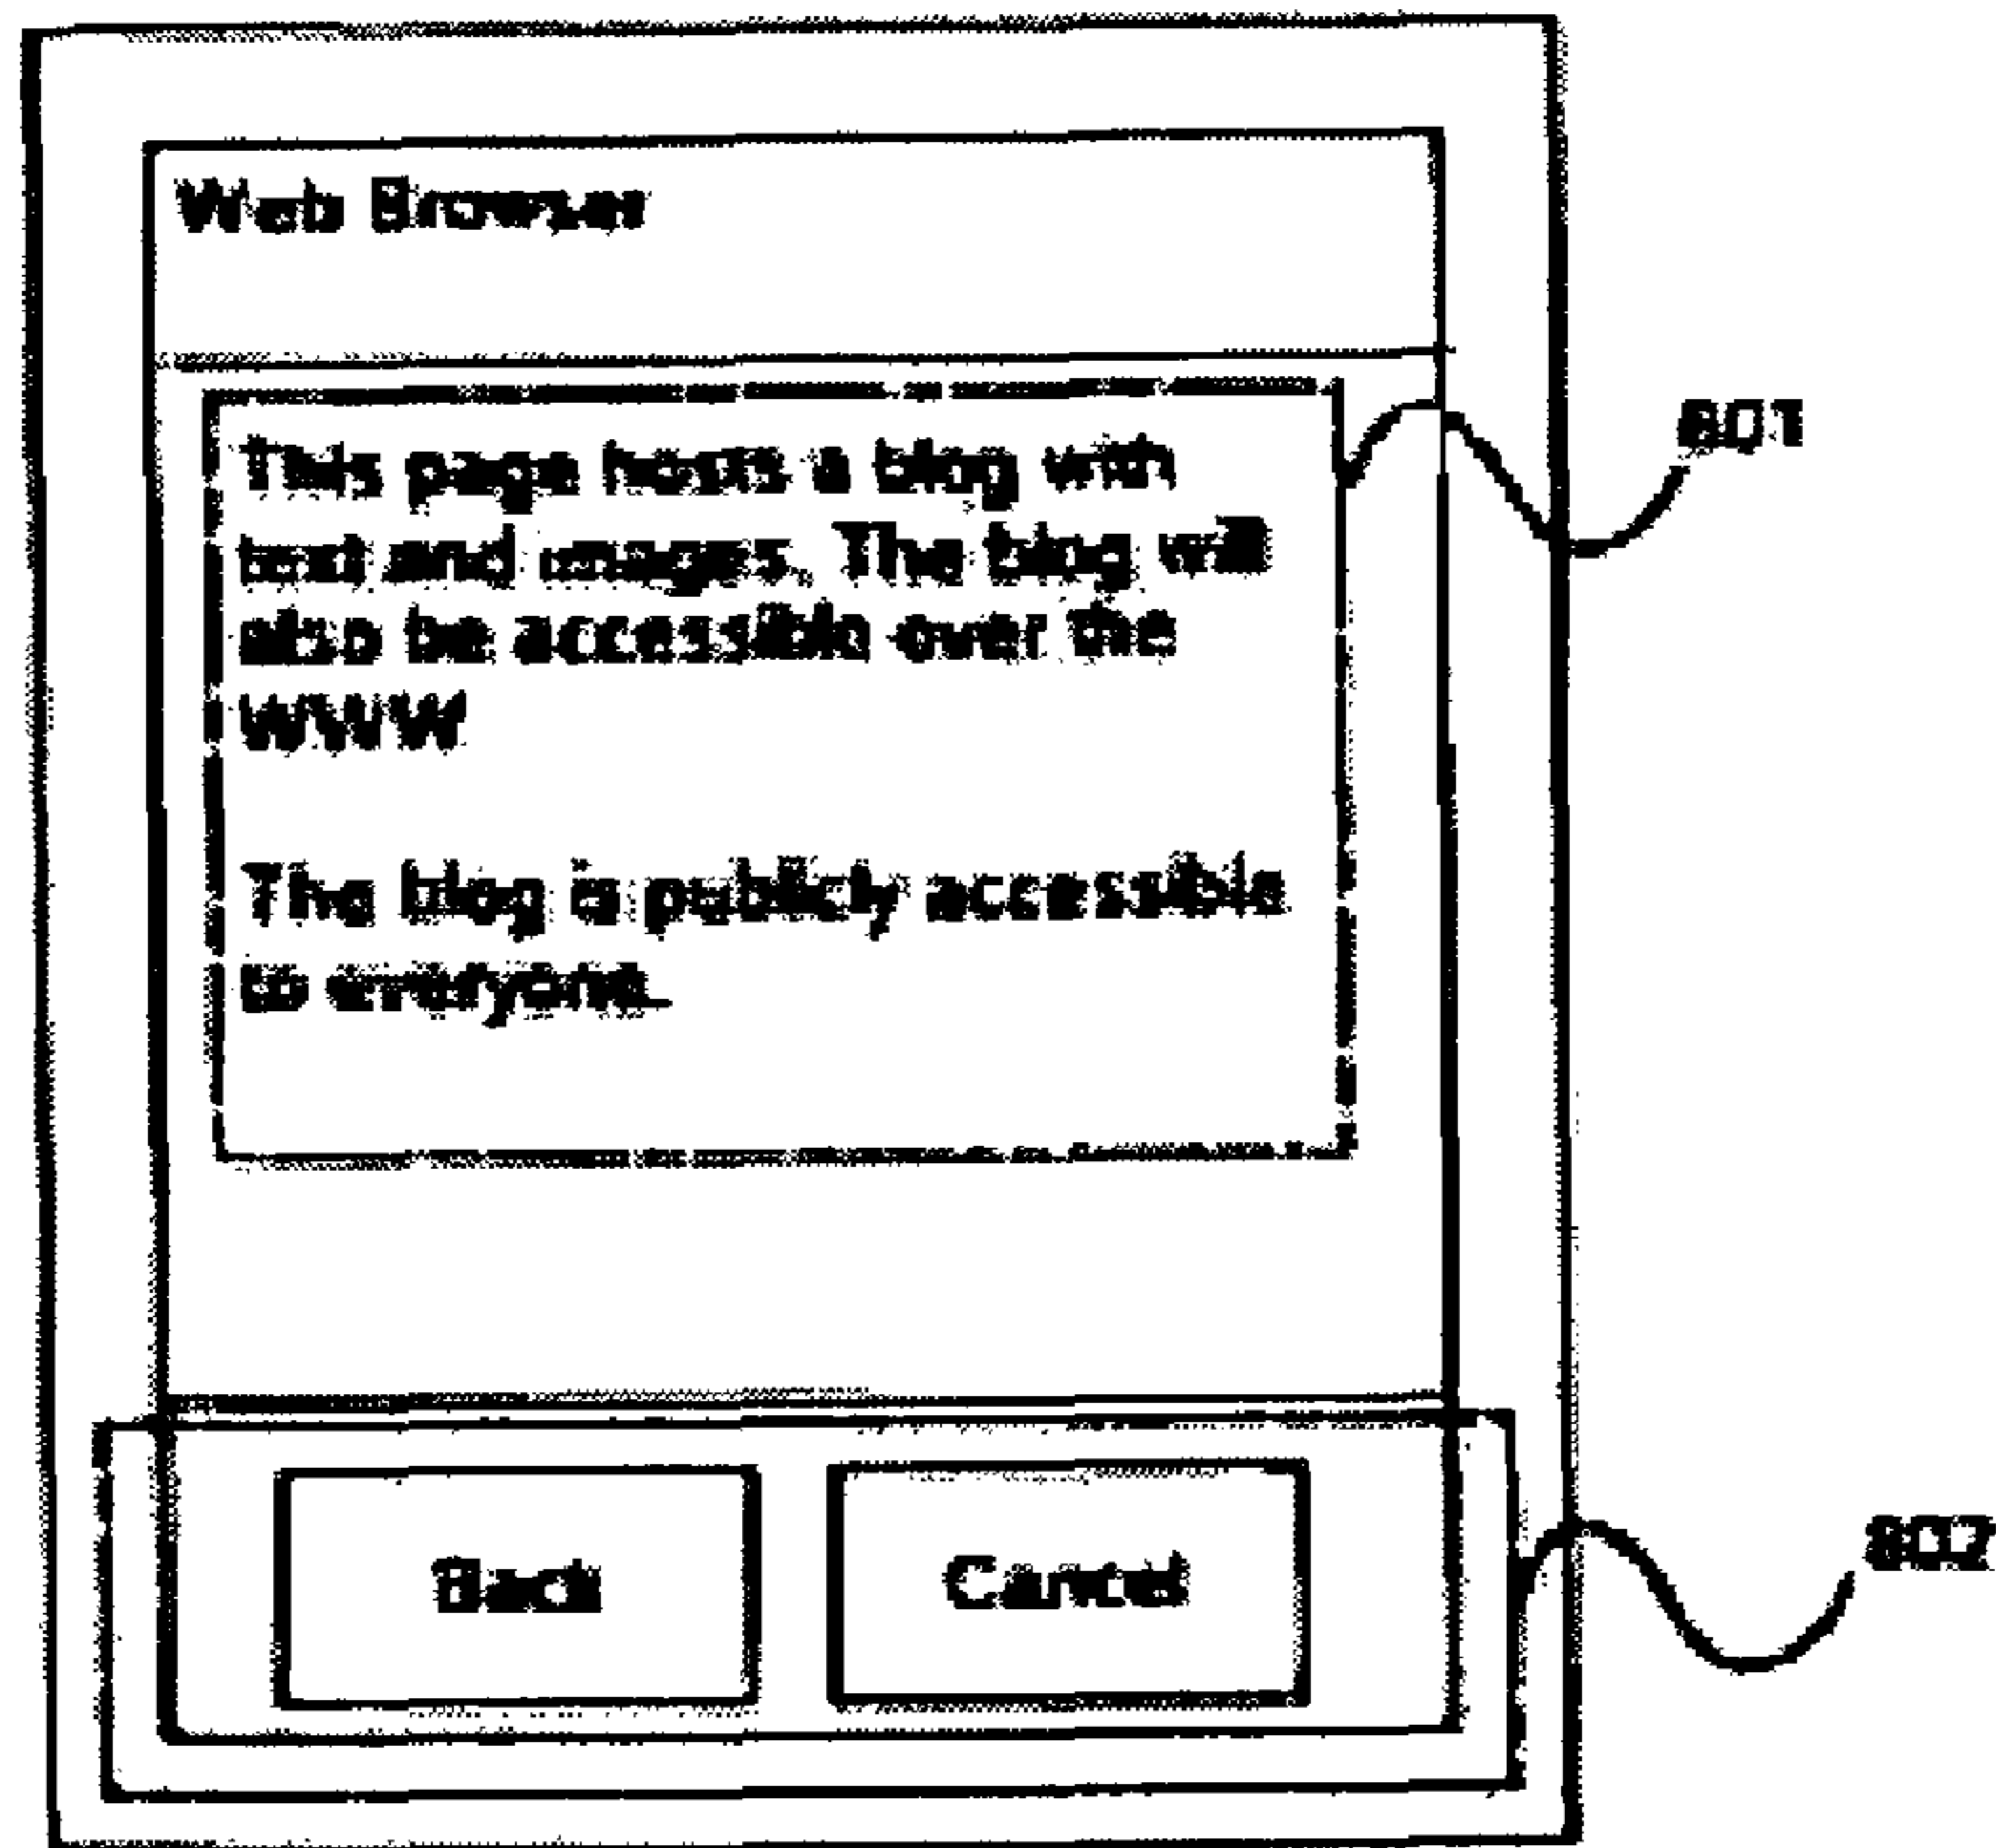 Web Browser
This page hosts a blog with
text and images. The blog will
also be accessible over the
WWW
The blog is publicly accessible
to everyone.
Back
Cancel
801
802